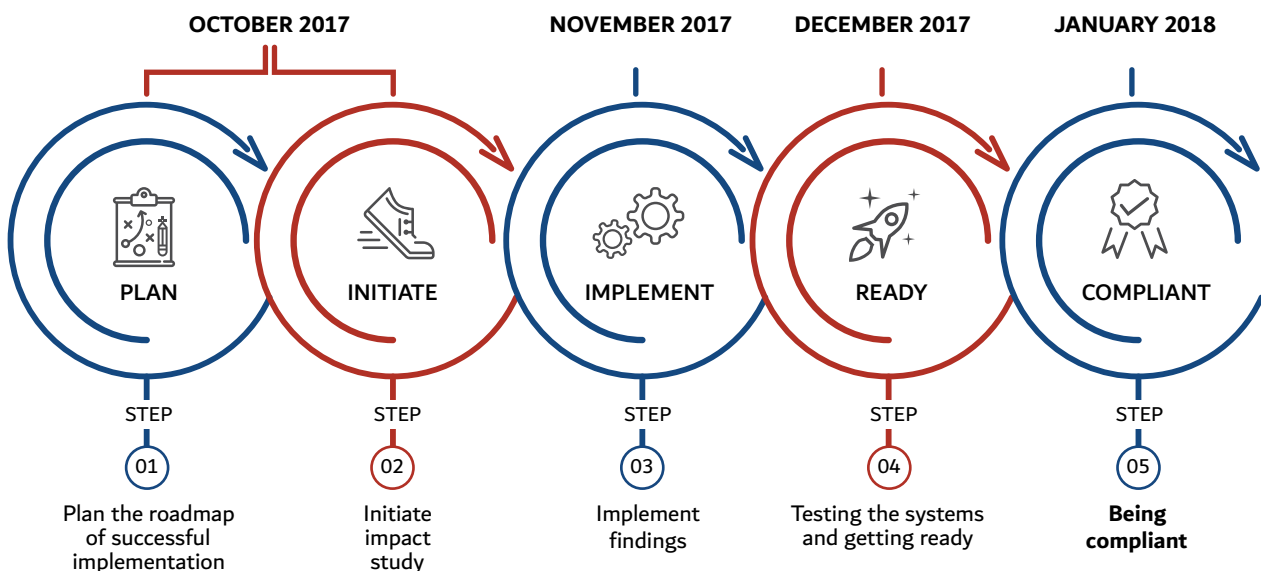 OCTOBER 2017
NOVEMBER 2017
DECEMBER 2017
JANUARY 2018
PLAN
INITIATE
IMPLEMENT
READY
COMPLIANT
STEP
STEP
STEP
STEP
STEP
01
02
03
04
05
Plan the roadmap
of successful
implementation
Initiate
impact
study
Implement
findings
Testing the systems
and getting ready
Being
compliant